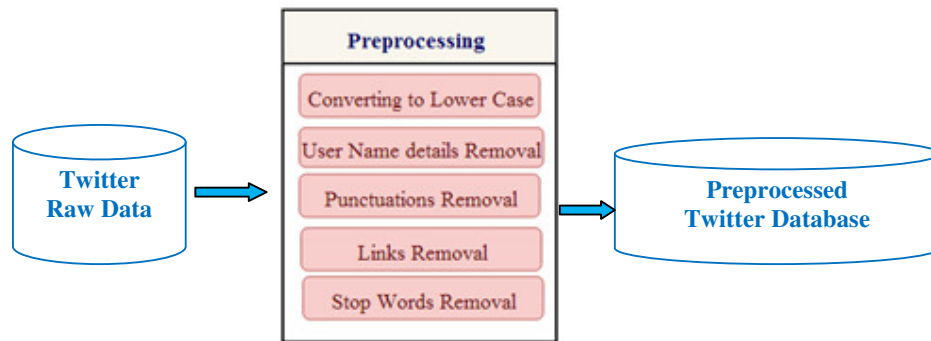 Preprocessing
Converting to Lower Case
User Name details Removal
Twitter
Raw Data
Punctuations Removal
Links Removal
Stop Words Removal
Preprocessed
Twitter Database